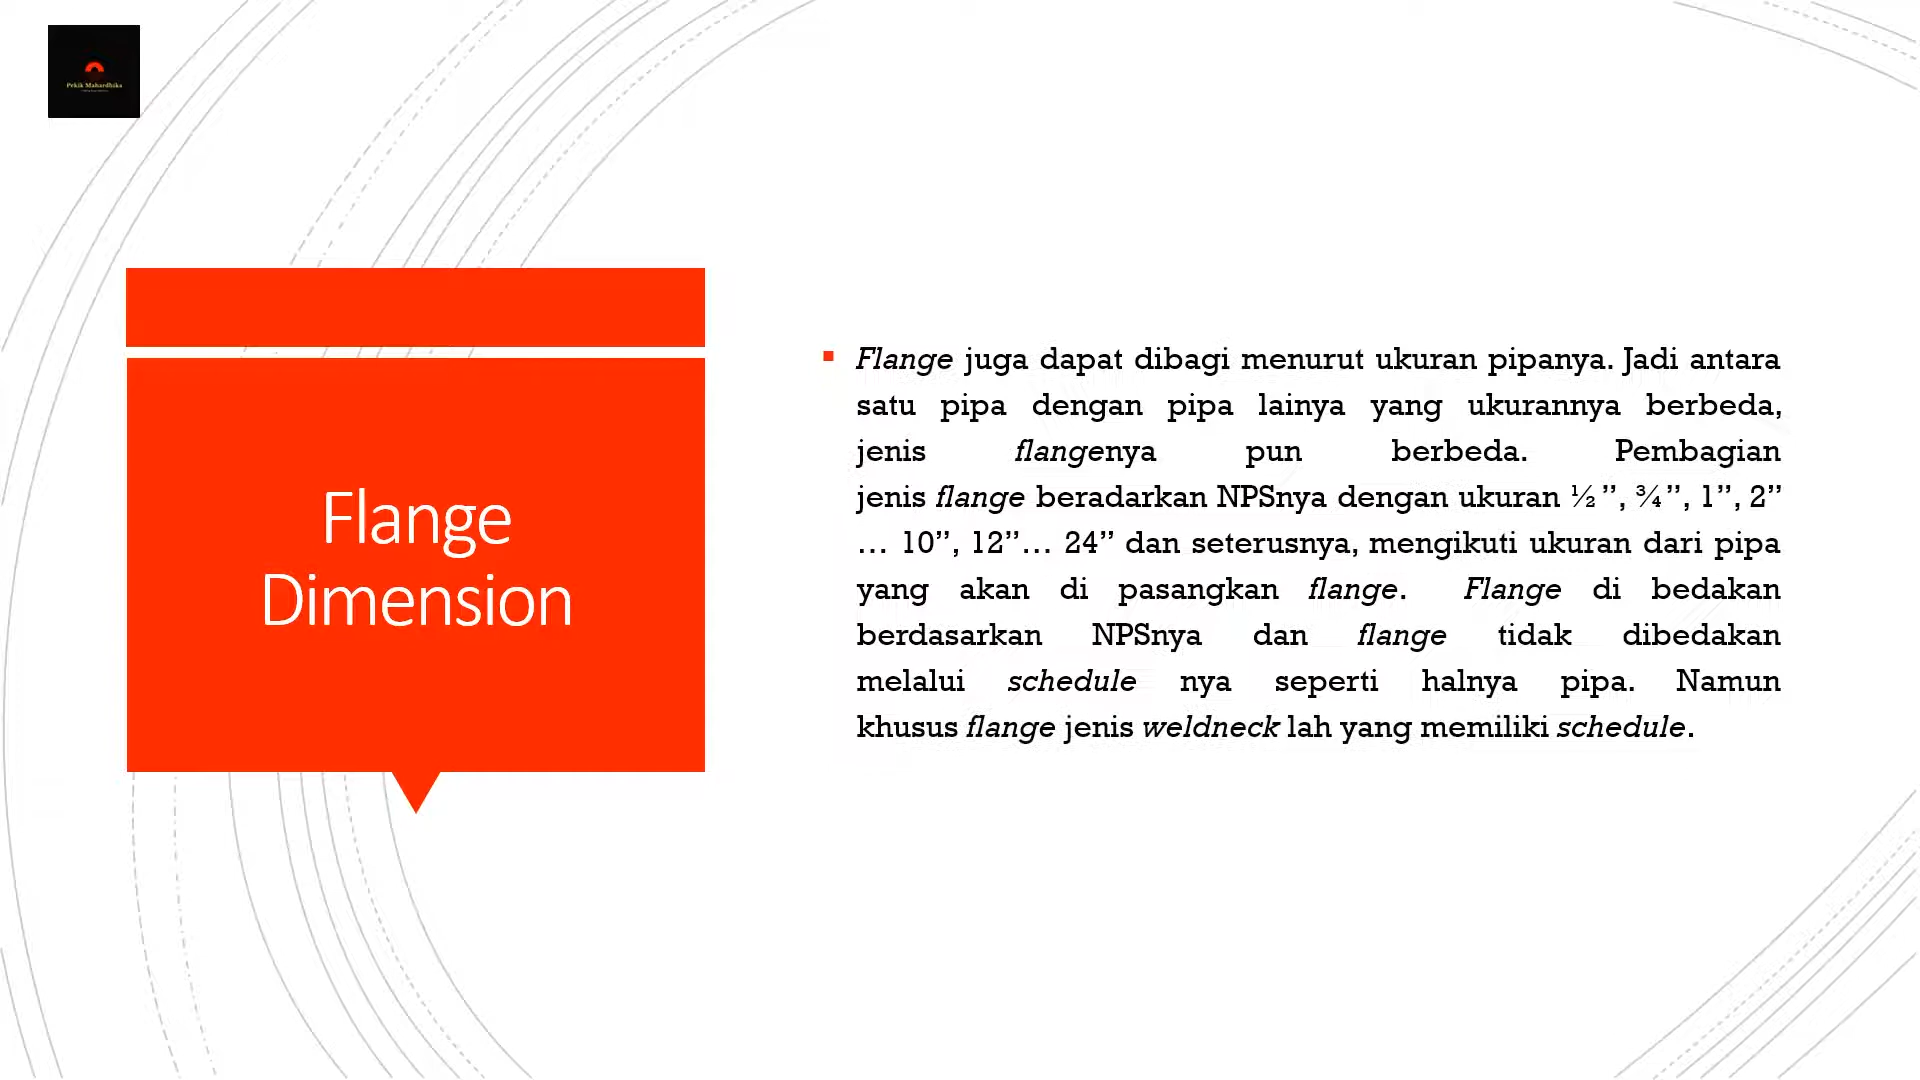 Pekik Mahardhika
Flange
Dimension
▪ Flange juga dapat dibagi menurut ukuran pipanya. Jadi antara
satu pipa dengan pipa lainya yang ukurannya berbeda,
jenis flangenya pun berbeda. Pembagian
jenis flange beradarkan NPSnya dengan ukuran ½ ”, ¾ ”, 1”, 2”
… 10”, 12”… 24” dan seterusnya, mengikuti ukuran dari pipa
yang akan di pasangkan flange. Flange di bedakan
berdasarkan NPSnya dan flange tidak dibedakan
melalui schedule nya seperti halnya pipa. Namun
khusus flange jenis weldneck lah yang memiliki schedule.